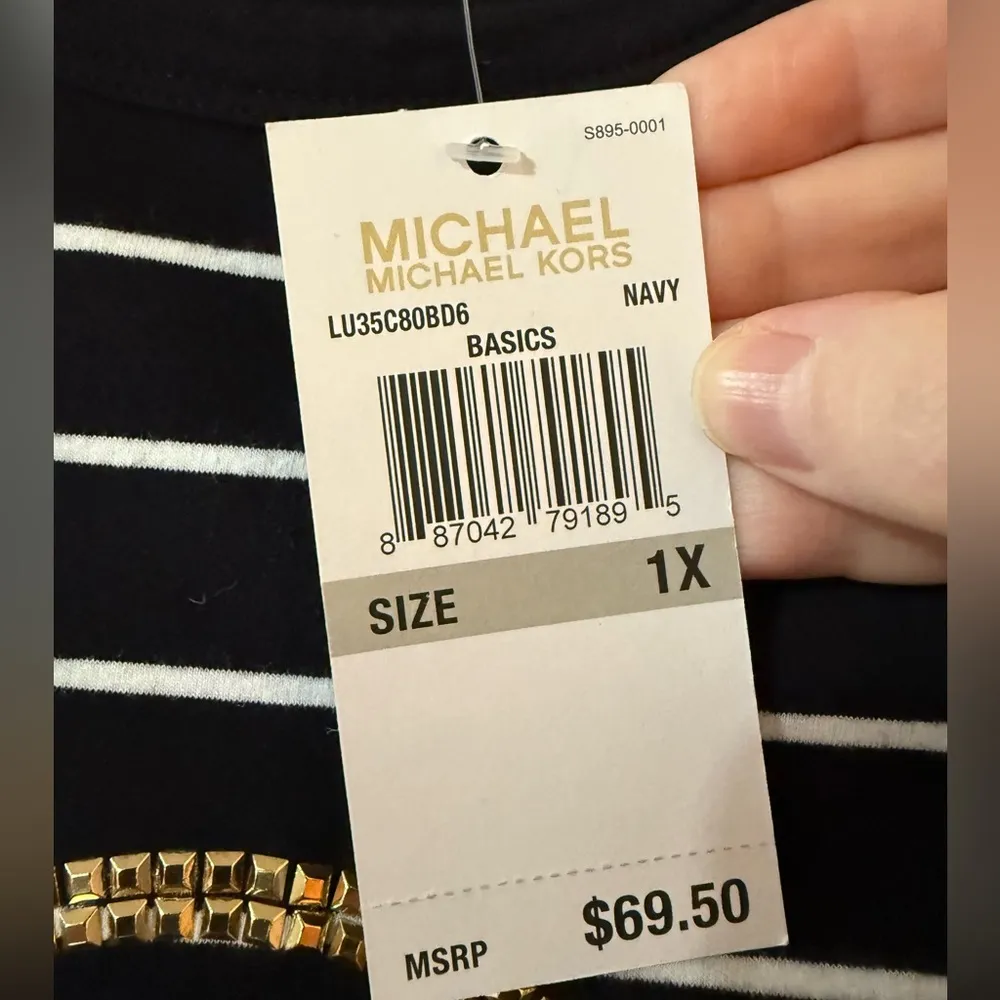 S895-0001
MICHAEL
MICHAEL KORS
LU35C80BD6 NAVY
BASICS
8 87042 79189 5
SIZE 1X
MSRP $69.50